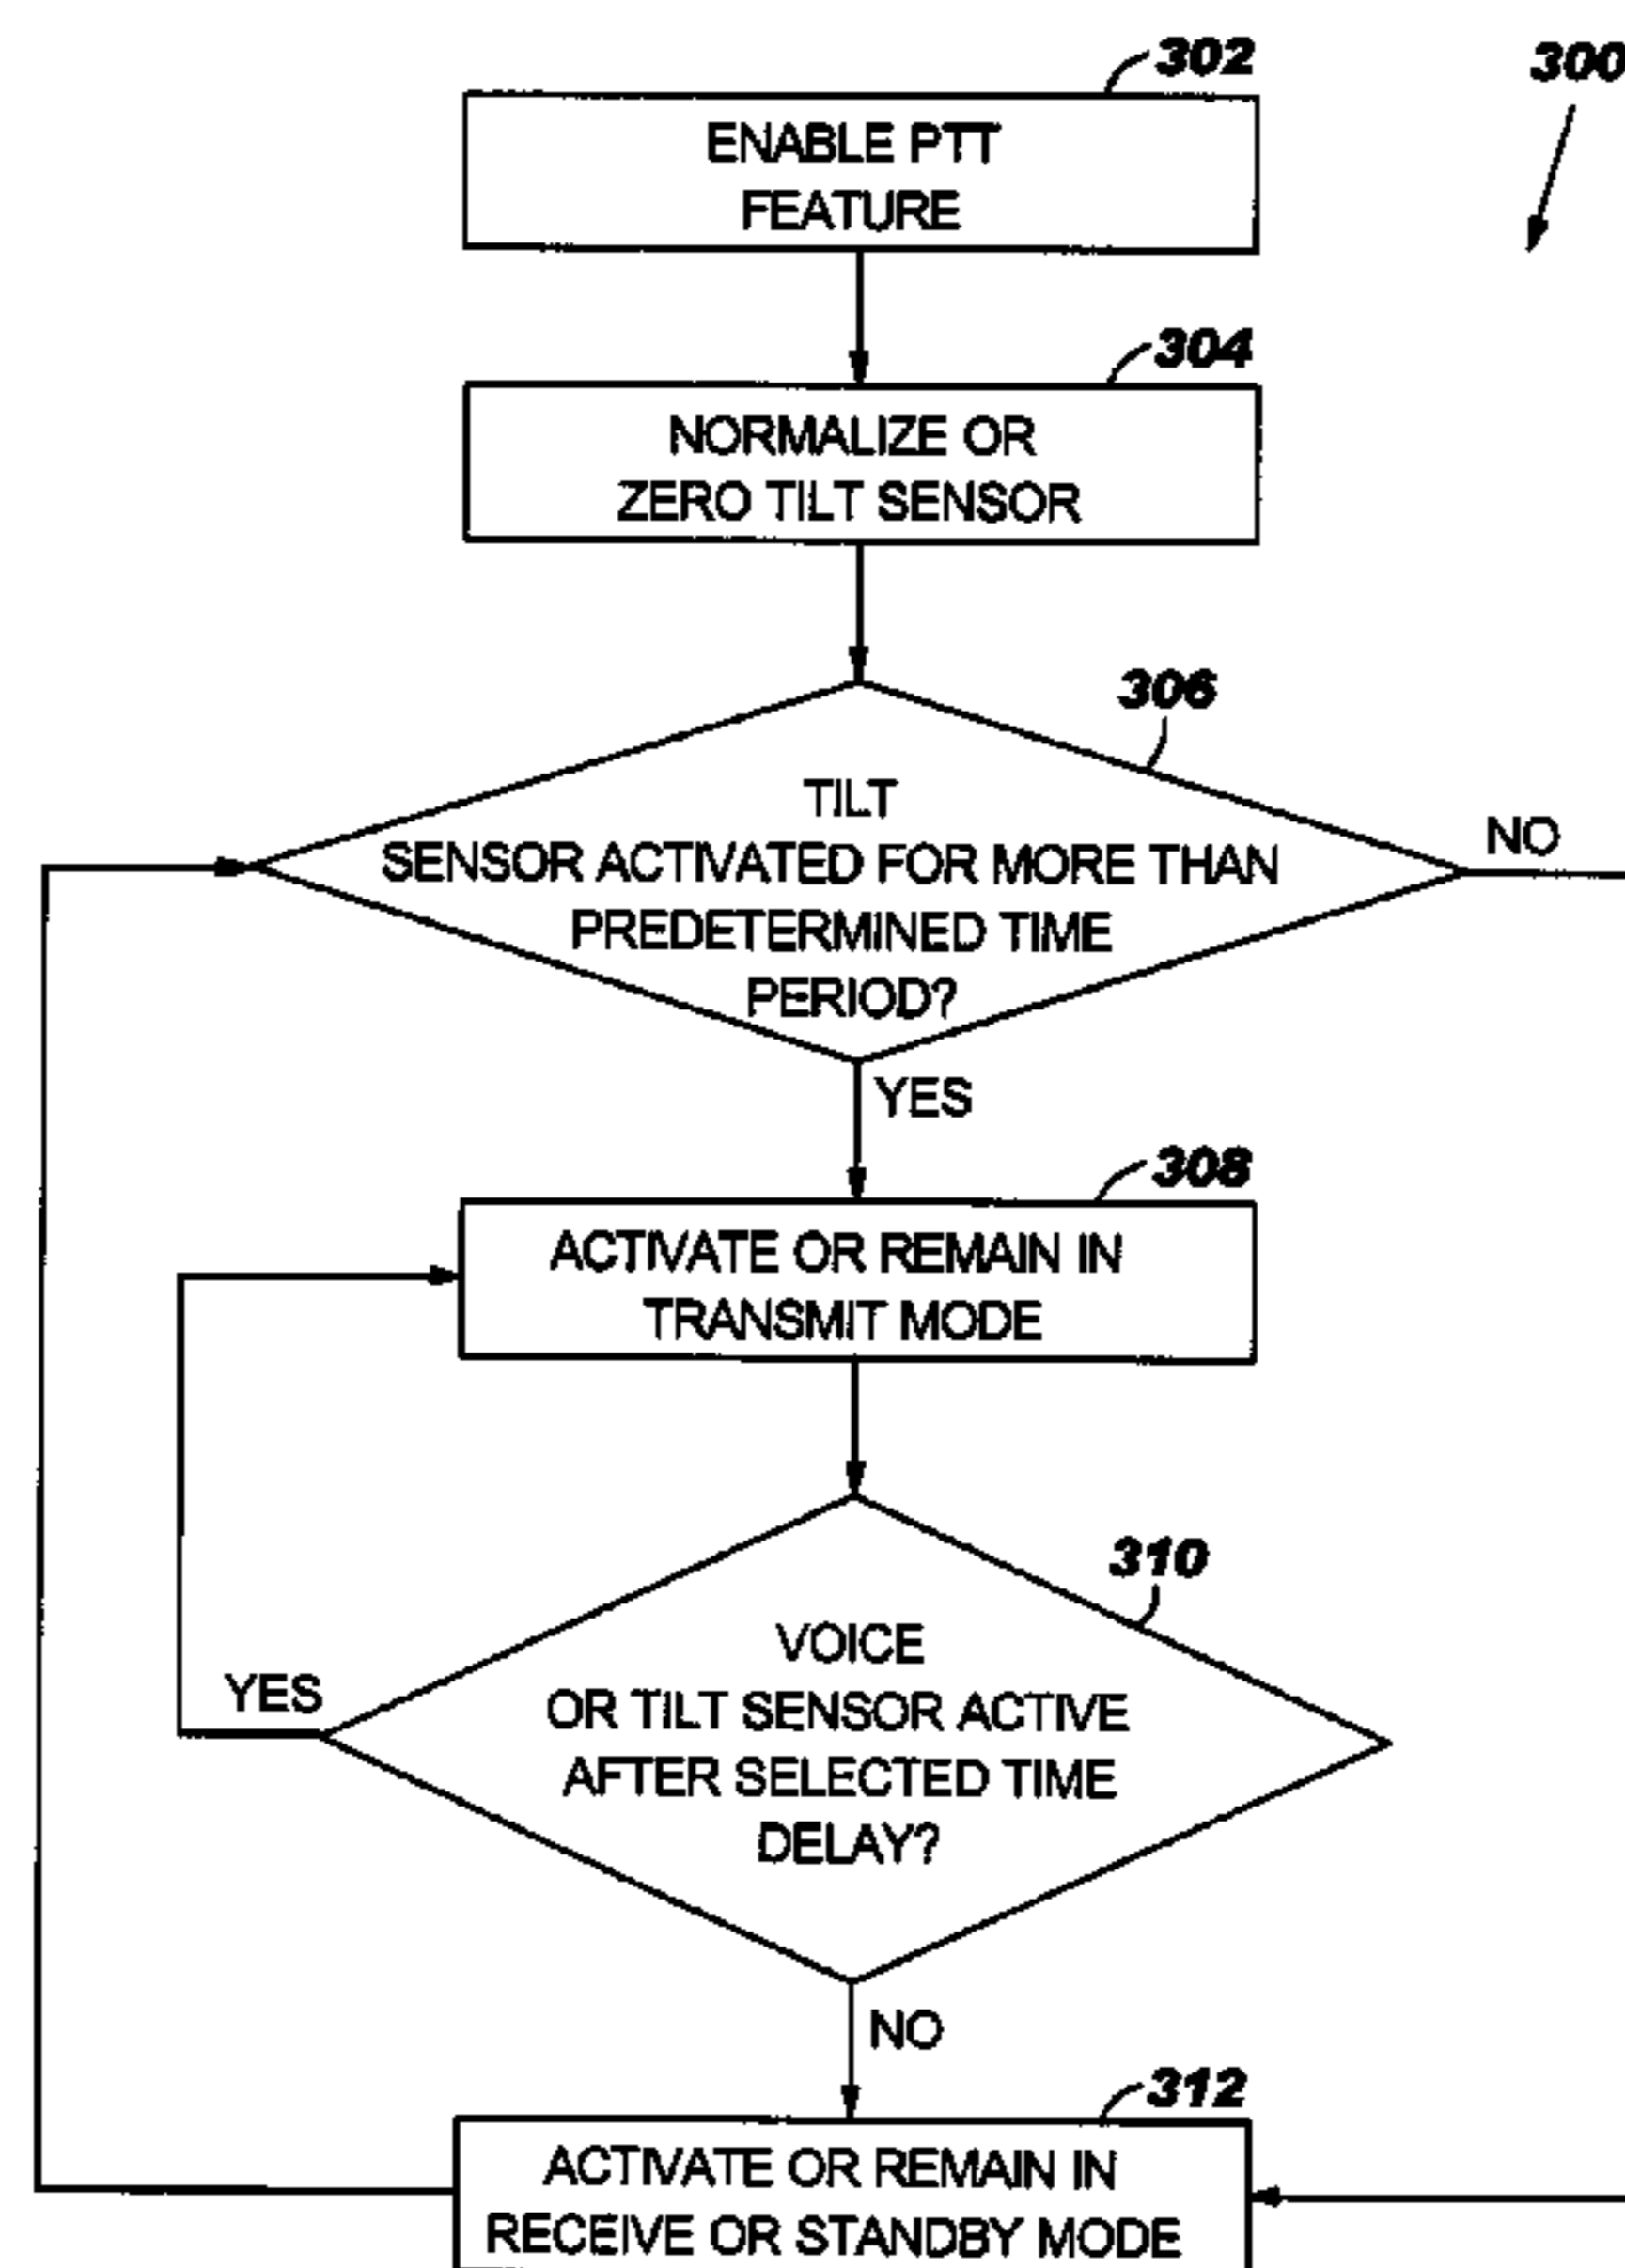 302
300
ENABLE PTT
FEATURE
304
NORMALIZE OR
ZERO TILT SENSOR
306
TILT
SENSOR ACTIVATED FOR MORE THAN
PREDETERMINED TIME
PERIOD?
NO
YES
308
ACTIVATE OR REMAIN IN
TRANSMIT MODE
310
VOICE
OR TILT SENSOR ACTIVE
AFTER SELECTED TIME
DELAY?
YES
NO
312
ACTIVATE OR REMAIN IN
RECEIVE OR STANDBY MODE